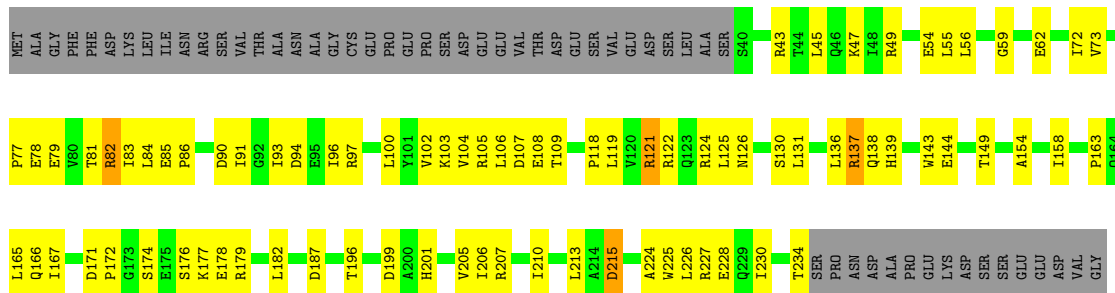 MET ALA GLY PHE PHE ASP LYS LEU ILE ASN ARG SER VAL THR ALA ASN ALA GLY CYS GLU PRO GLU PRO SER ASP GLU GLU VAL THR ASP GLU SER VAL GLU ASP SER LEU ALA SER S40 R43 T44 L45 Q46 K47 I48 R49 E54 L55 L56 G59 E62 I72 V73
P77 E78 E79 V80 T81 R82 I83 L84 E85 P86 D90 I91 G92 I93 D94 E95 I96 R97 L100 Y101 V102 K103 V104 R105 L106 D107 E108 T109 P118 L119 V120 R121 R122 Q123 R124 L125 N126 S130 L131 L136 R137 Q138 H139 W143 E144 T149 A154 I158 P163 Q164
L165 Q166 I167 D171 P172 G173 S174 E175 S176 K177 E178 R179 L182 D187 T196 D199 A200 H201 V205 I206 R207 I210 L213 A214 D215 A224 W225 L226 R227 E228 Q229 I230 T234 SER PRO ASN ASP ALA PRO GLU LYS ASP SER SER GLU GLU ASP VAL GLY